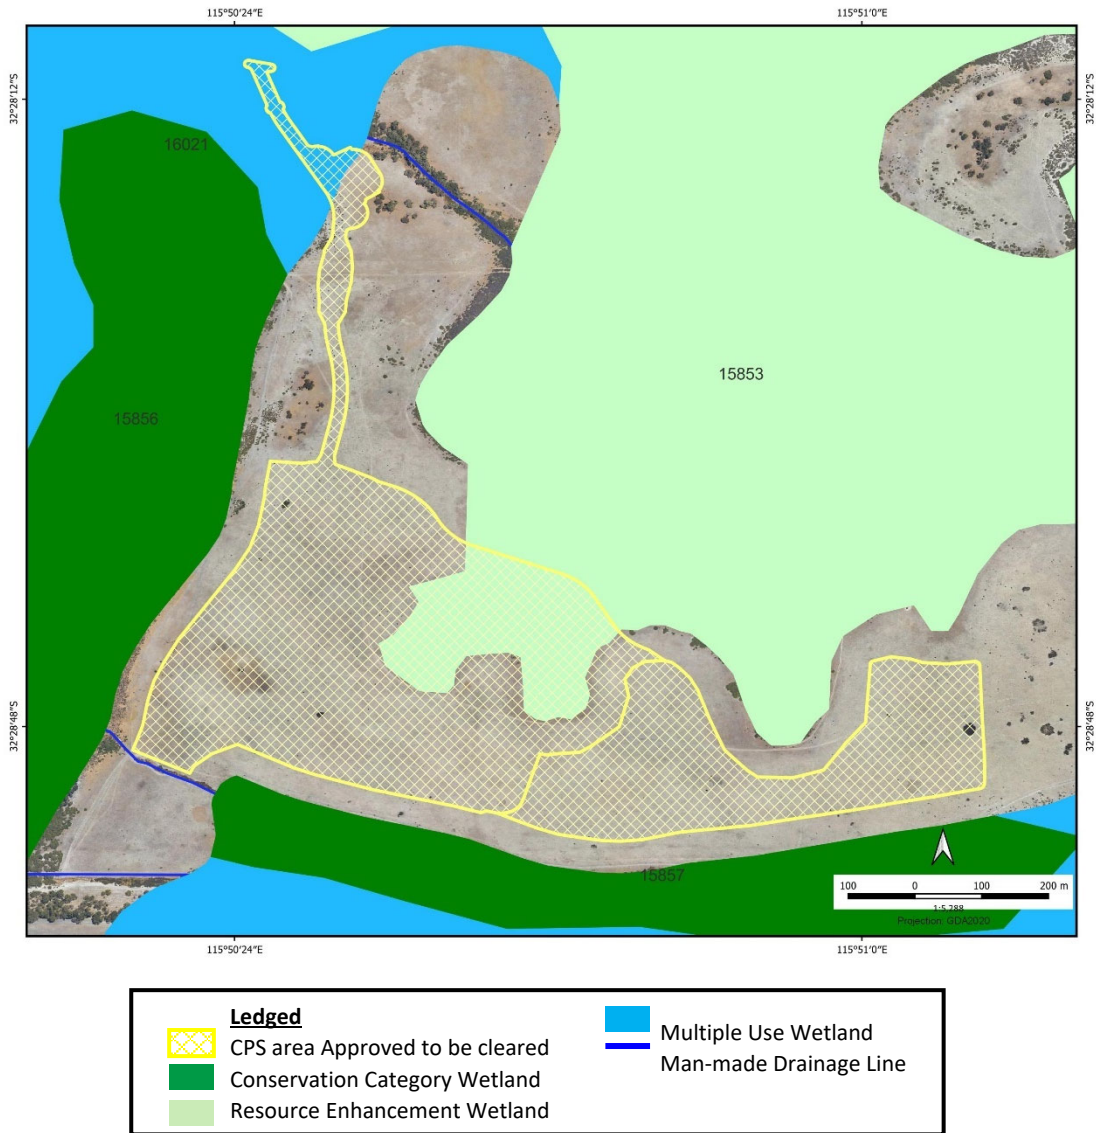 115°50′24″E
115°51′0″E
32°28′12″S
32°28′12″S
16021
15853
15856
32°28′48″S
32°28′48″S
15857
100 0 100 200 m
1:5,788
Projection: GDA2020
115°50′24″E
115°51′0″E
Ledged
CPS area Approved to be cleared
Conservation Category Wetland
Resource Enhancement Wetland
Multiple Use Wetland
Man-made Drainage Line